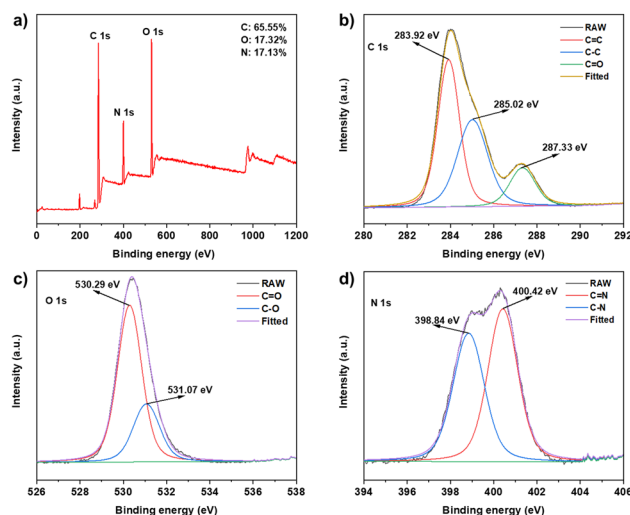 a)
C 1s
O 1s
N 1s
C: 65.55%
O: 17.32%
N: 17.13%
Intensity (a.u.)
0 200 400 600 800 1000 1200
Binding energy (eV)
b)
C 1s
283.92 eV
285.02 eV
287.33 eV
RAW
C=C
C-C
C=O
Fitted
Intensity (a.u.)
280 282 284 286 288 290 292
Binding energy (eV)
c)
O 1s
530.29 eV
531.07 eV
RAW
C=O
C-O
Fitted
Intensity (a.u.)
526 528 530 532 534 536 538
Binding energy (eV)
d)
N 1s
398.84 eV
400.42 eV
RAW
C=N
C-N
Fitted
Intensity (a.u.)
394 396 398 400 402 404 406
Binding energy (eV)